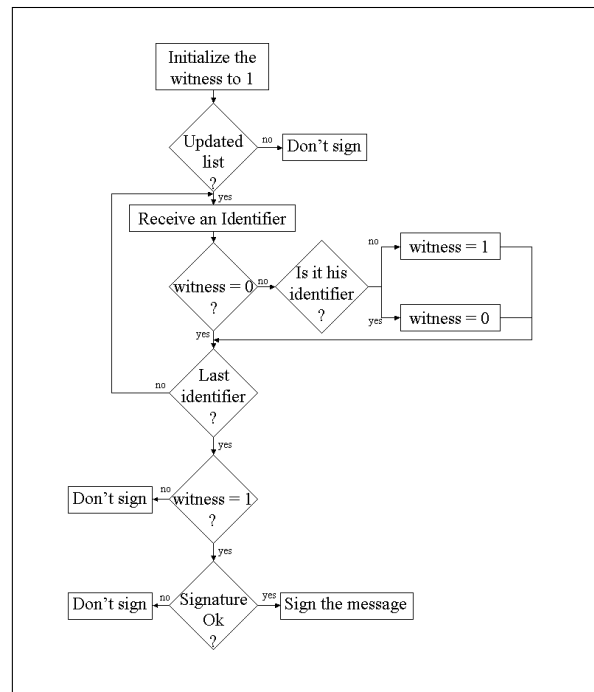 Initialize the
witness to 1
Updated
list
?
no
Don't sign
yes
Receive an Identifier
witness = 0
?
no
Is it his
identifier
?
no
witness = 1
yes
witness = 0
yes
Last
identifier
?
no
yes
witness = 1
?
no
Don't sign
yes
Signature
Ok
?
no
Don't sign
yes
Sign the message